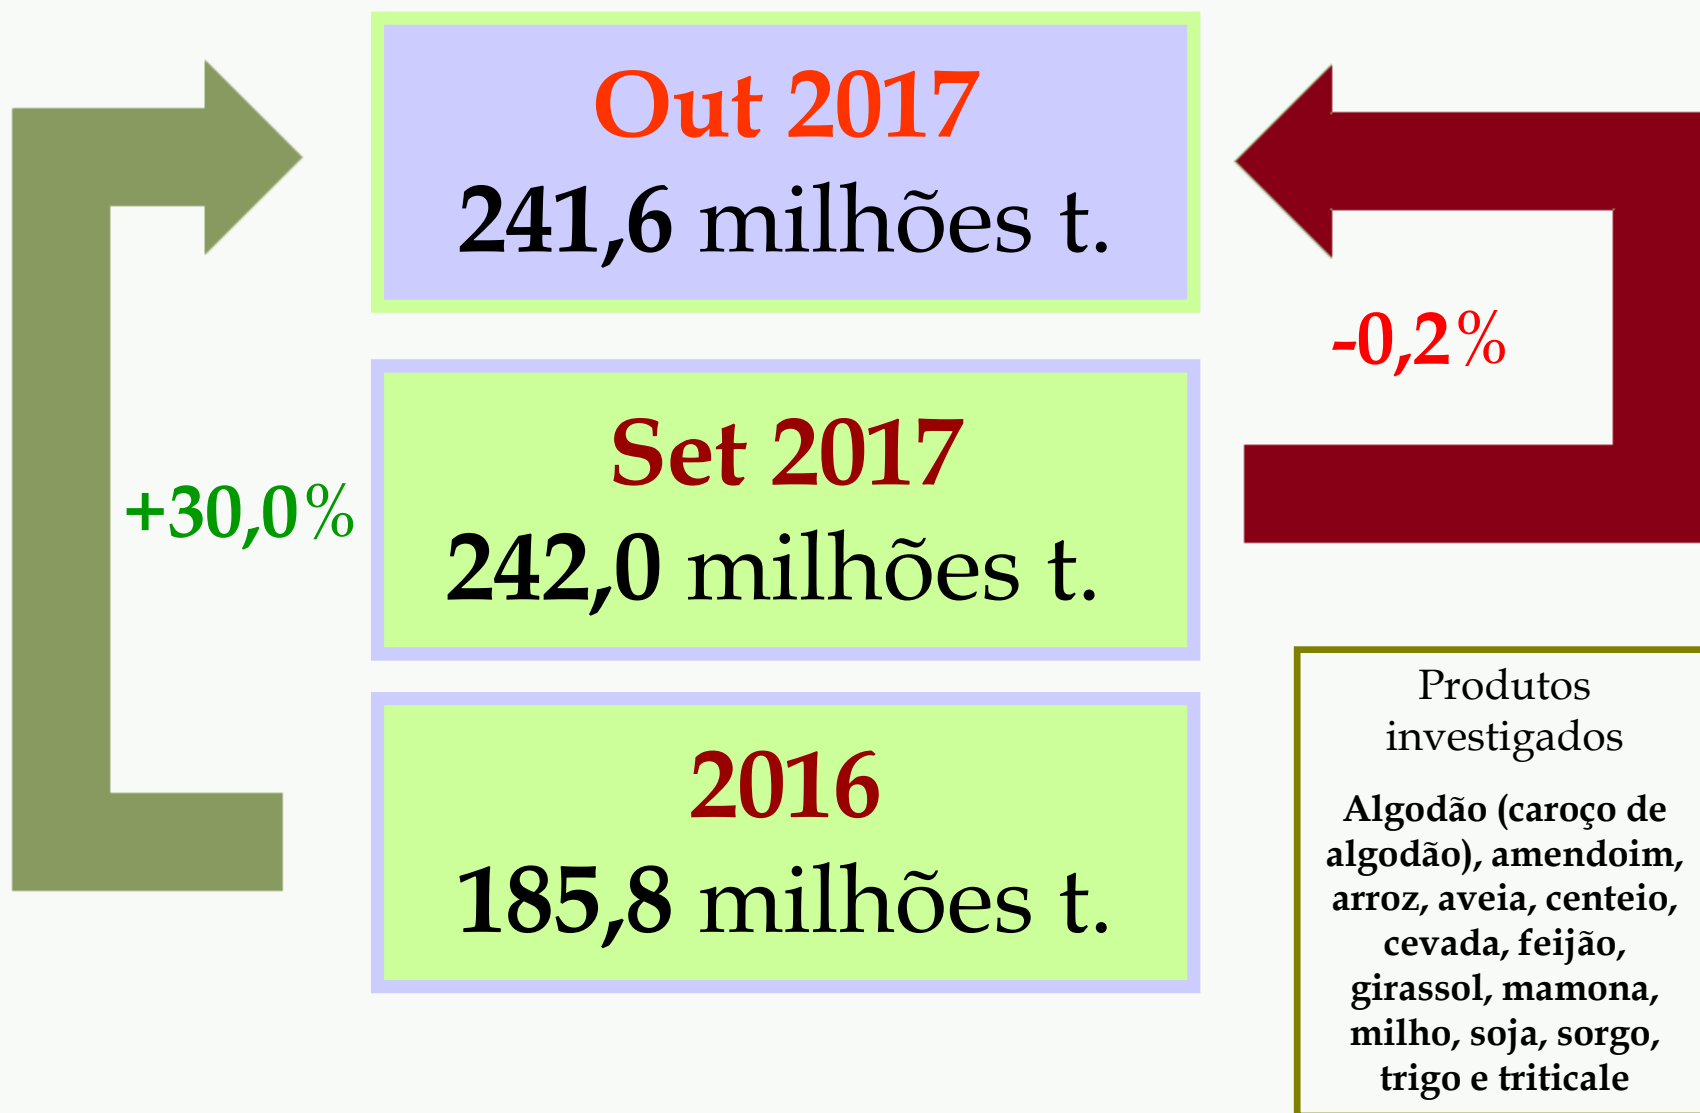 Out 2017
241,6 milhões t.
-0,2%
Set 2017
242,0 milhões t.
+30,0%
2016
185,8 milhões t.
Produtos
investigados
Algodão (caroço de
algodão), amendoim,
arroz, aveia, centeio,
cevada, feijão,
girassol, mamona,
milho, soja, sorgo,
trigo e triticale